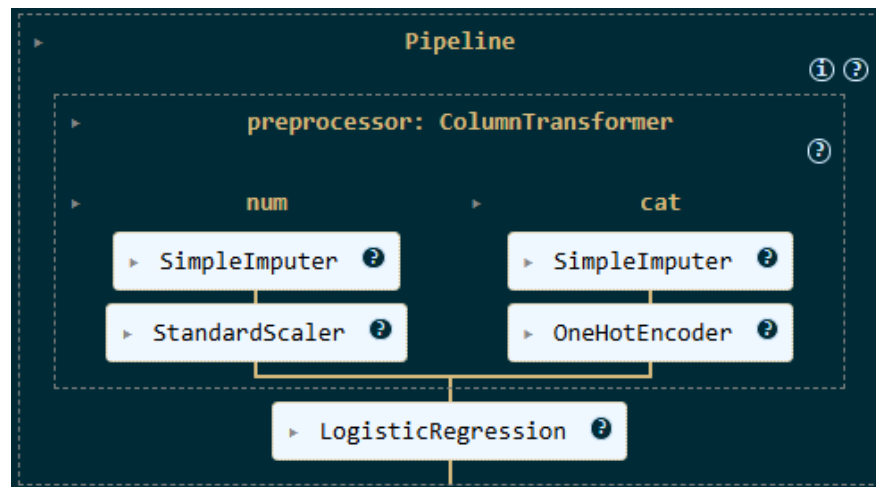 Pipeline
i ?
preprocessor: ColumnTransformer
?
num cat
SimpleImputer ? SimpleImputer ?
StandardScaler ? OneHotEncoder ?
LogisticRegression ?